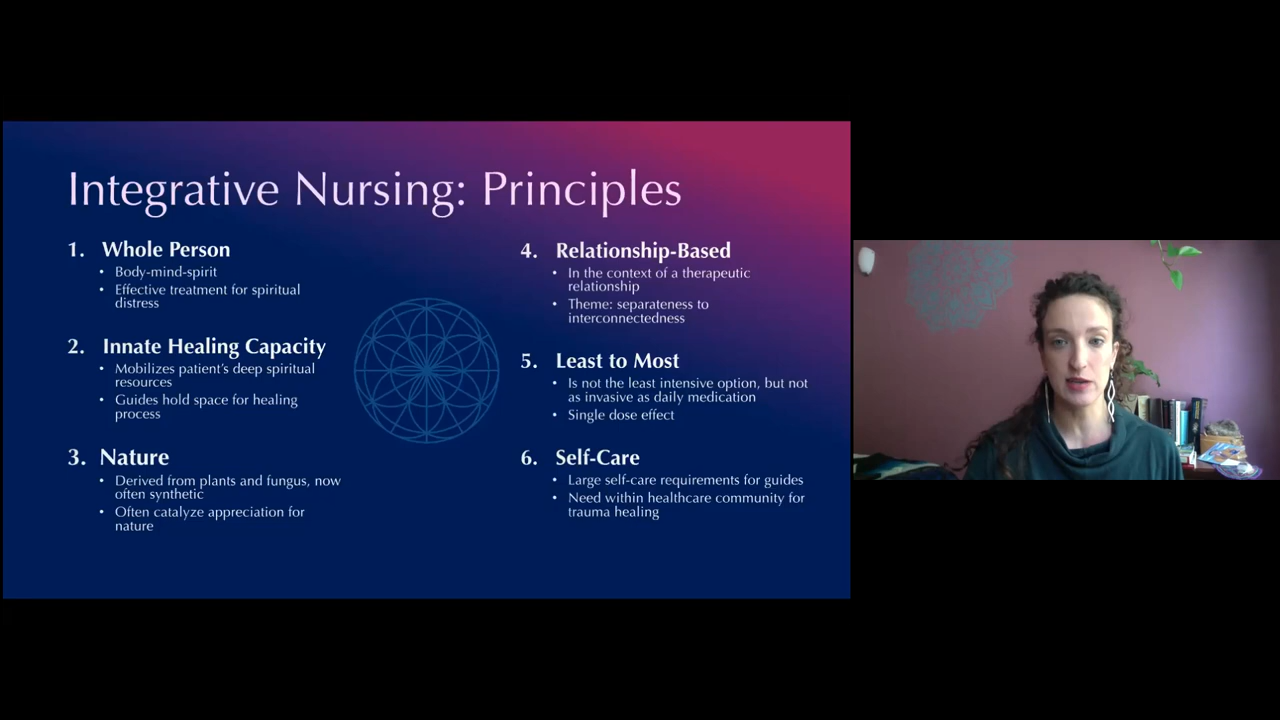 Integrative Nursing: Principles
1. Whole Person
• Body-mind-spirit
• Effective treatment for spiritual
distress
2. Innate Healing Capacity
• Mobilizes patient's deep spiritual
resources
• Guides hold space for healing
process
3. Nature
• Derived from plants and fungus, now
often synthetic
• Often catalyze appreciation for
nature
4. Relationship-Based
• In the context of a therapeutic
relationship
• Theme: separateness to
interconnectedness
5. Least to Most
• Is not the least intensive option, but not
as invasive as daily medication
• Single dose effect
6. Self-Care
• Large self-care requirements for guides
• Need within healthcare community for
trauma healing